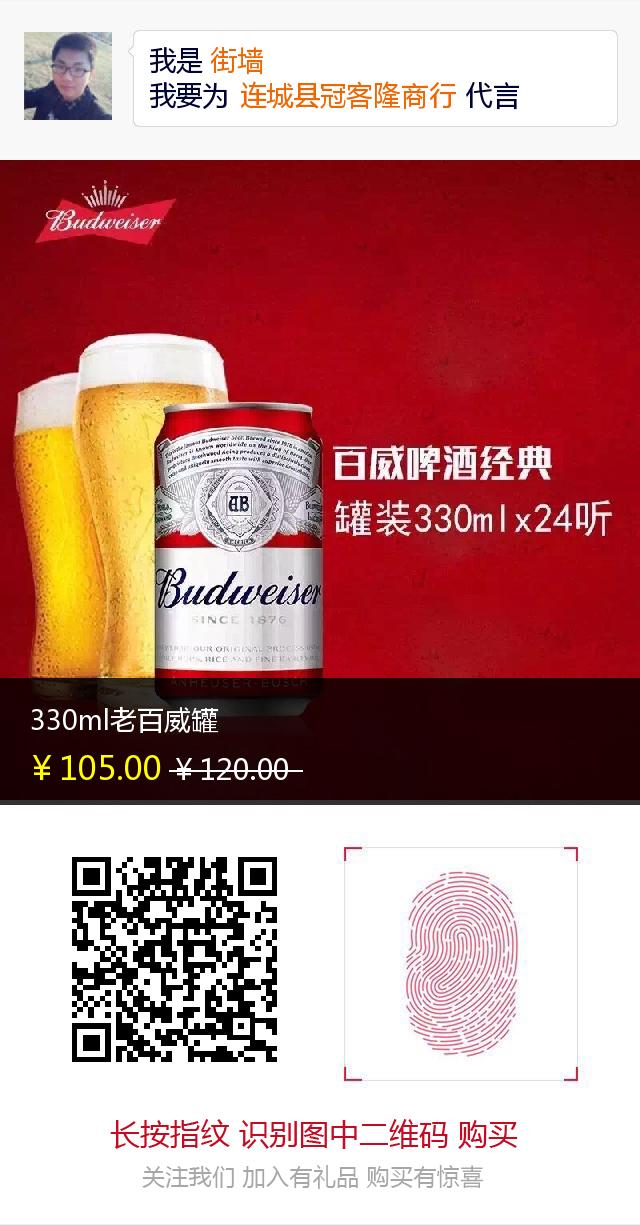 我是 街墙
我要为 连城县冠客隆商行 代言
Budweiser
百威啤酒经典
罐装330mlx24听
AB
Budweiser
SINCE 1876
ANHEUSER-BUSCH
330ml老百威罐
￥105.00 ￥120.00
长按指纹 识别图中二维码 购买
关注我们 加入有礼品 购买有惊喜